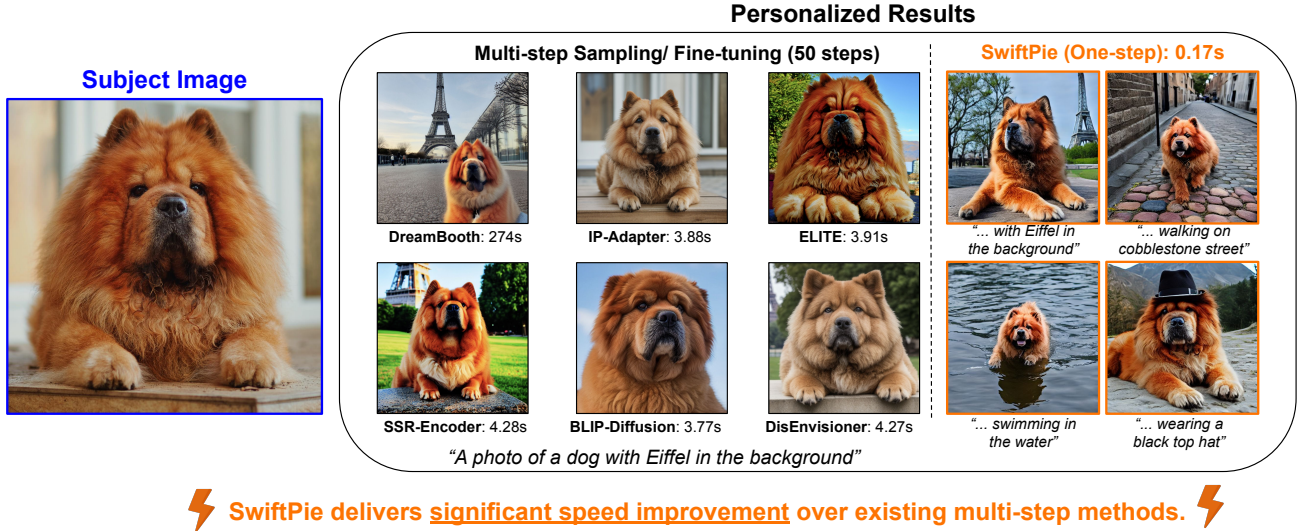 Personalized Results
Subject Image
Multi-step Sampling/ Fine-tuning (50 steps)
DreamBooth: 274s
IP-Adapter: 3.88s
ELITE: 3.91s
SSR-Encoder: 4.28s
BLIP-Diffusion: 3.77s
DisEnvisioner: 4.27s
“A photo of a dog with Eiffel in the background”
SwiftPie (One-step): 0.17s
“... with Eiffel in
the background”
“... walking on
cobblestone street”
“... swimming in
the water”
“... wearing a
black top hat”
SwiftPie delivers significant speed improvement over existing multi-step methods.